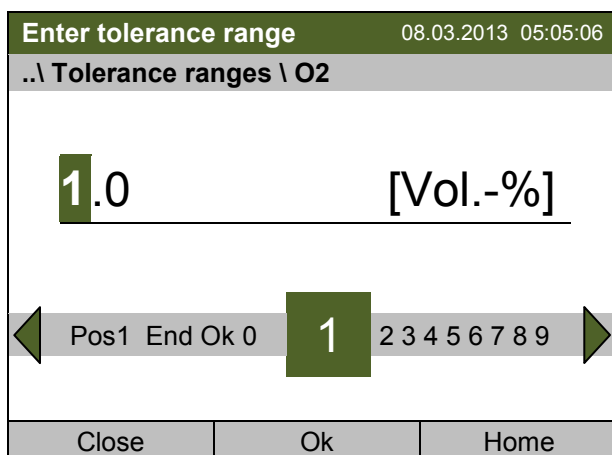 Enter tolerance range 08.03.2013 05:05:06
..\ Tolerance ranges \ O2
1.0 [Vol.-%]
Pos1 End Ok 0 1 2 3 4 5 6 7 8 9
Close Ok Home